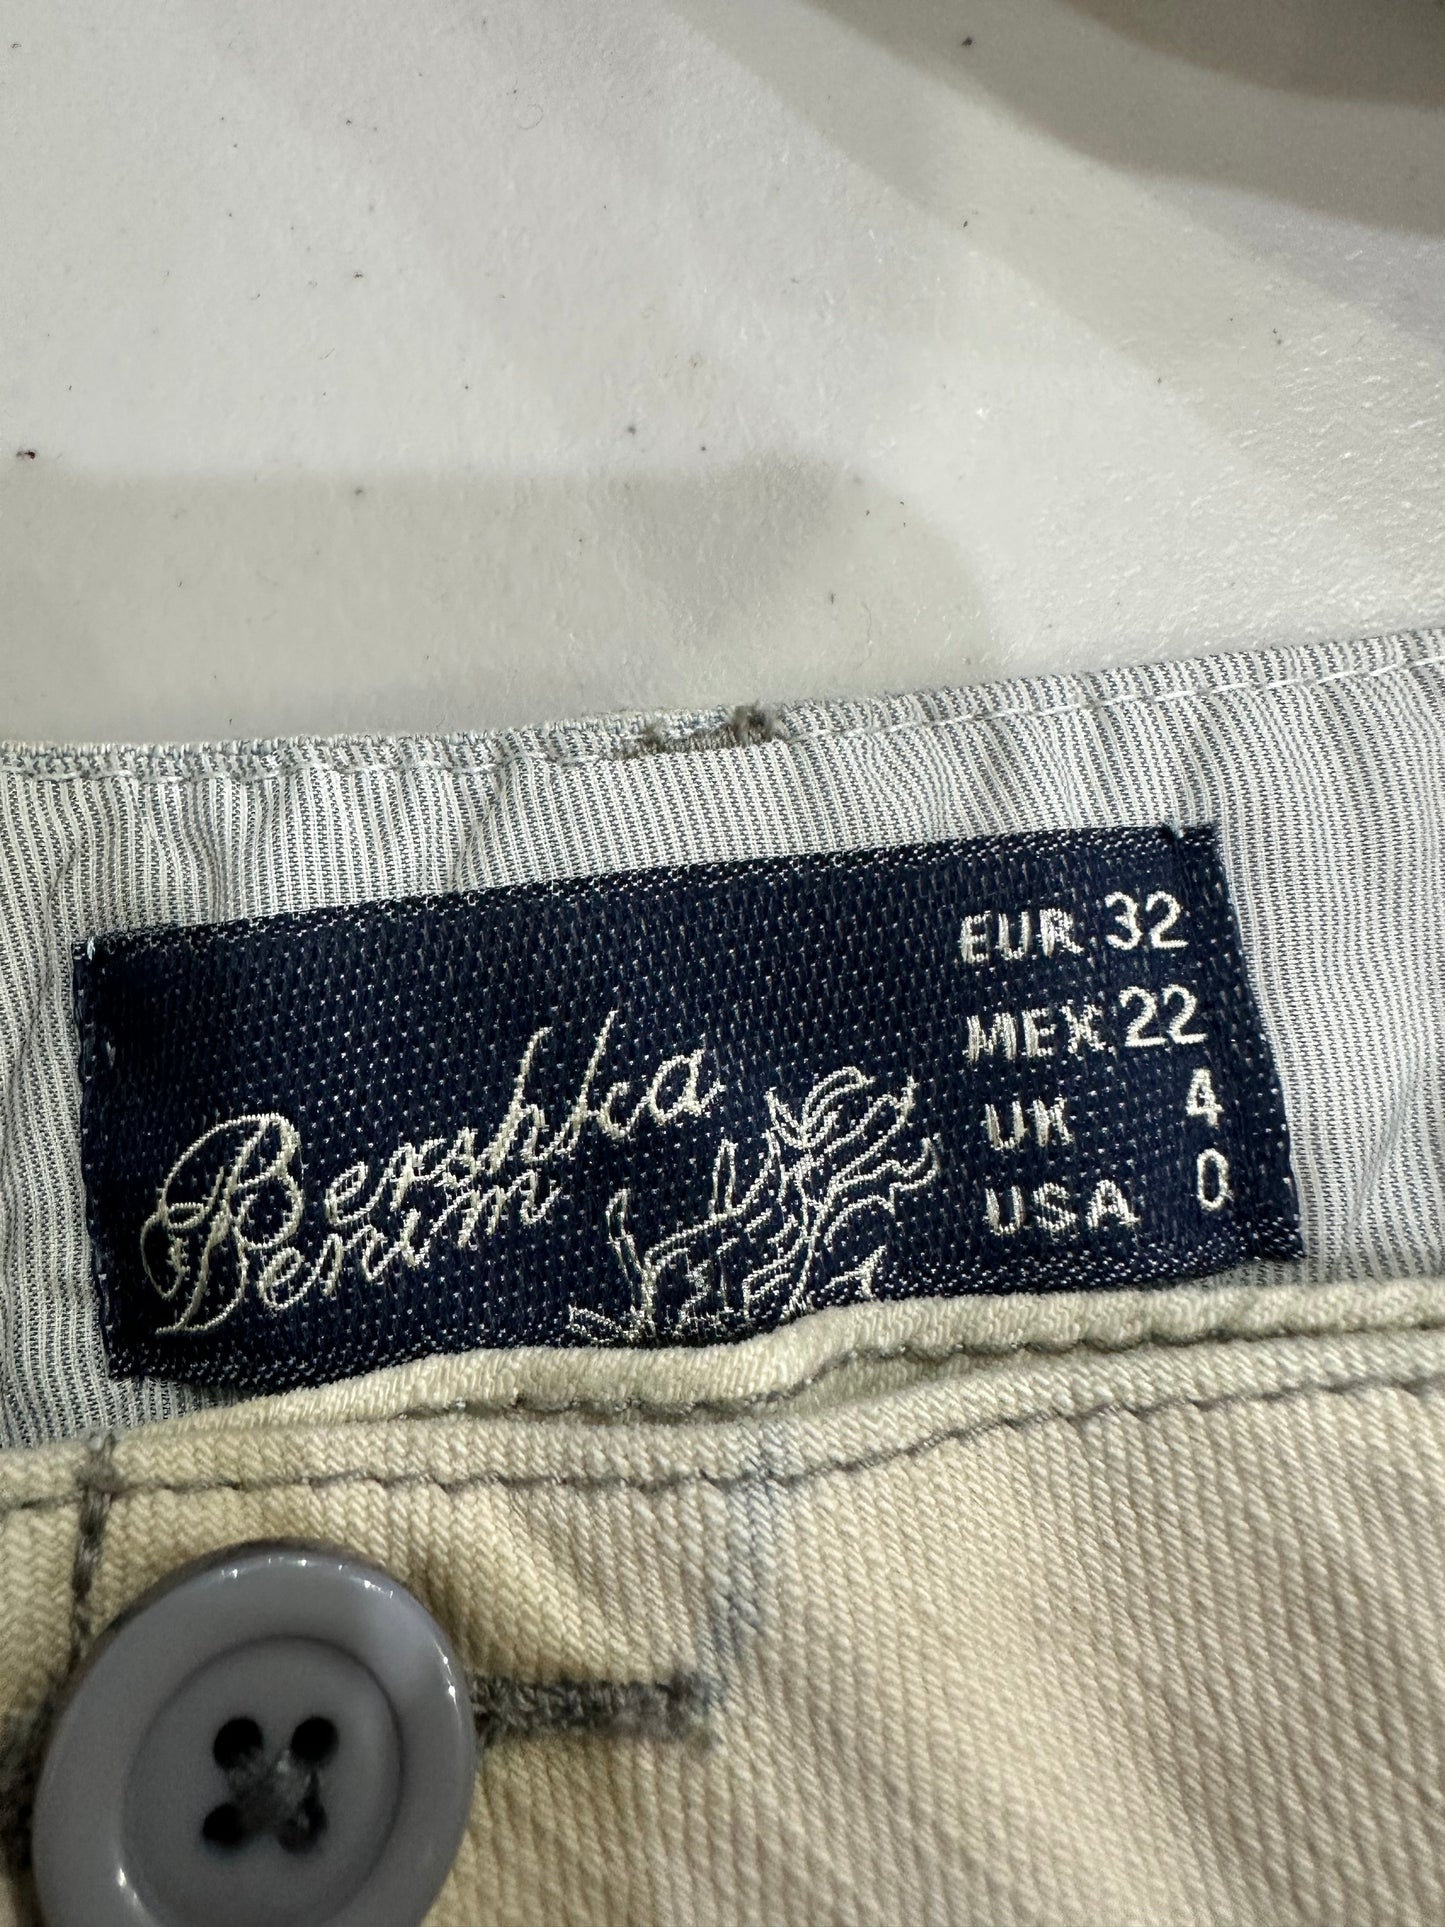 Bershka
Denim
EUR 32
MEX 22
UK 4
USA 0